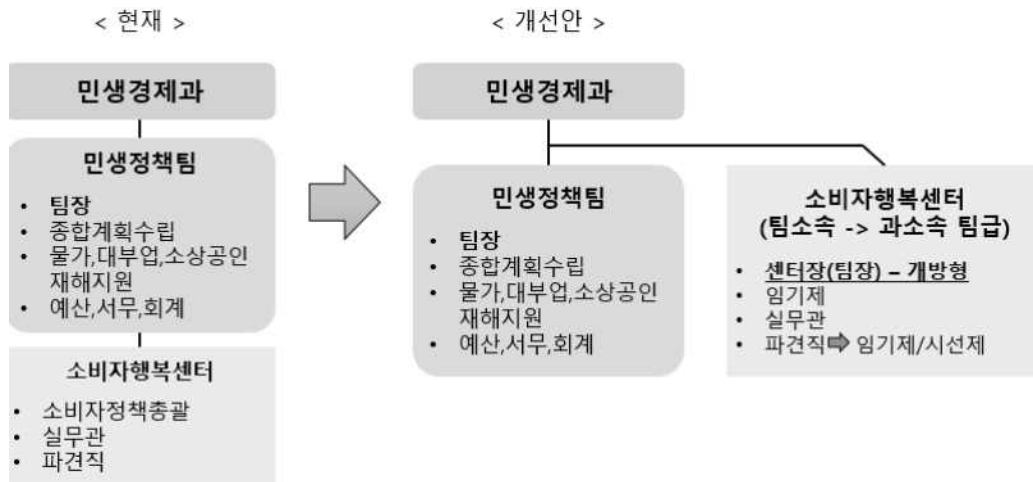 < 현재 >
민생경제과
민생정책팀
• 팀장
• 종합계획수립
• 물가,대부업,소상공인
재해지원
• 예산,서무,회계
소비자행복센터
• 소비자정책총괄
• 실무관
• 파견직
< 개선안 >
민생경제과
민생정책팀
• 팀장
• 종합계획수립
• 물가,대부업,소상공인
재해지원
• 예산,서무,회계
소비자행복센터
(팀소속 -> 과소속 팀급)
• 센터장(팀장) – 개방형
• 임기제
• 실무관
• 파견직➡ 임기제/시선제